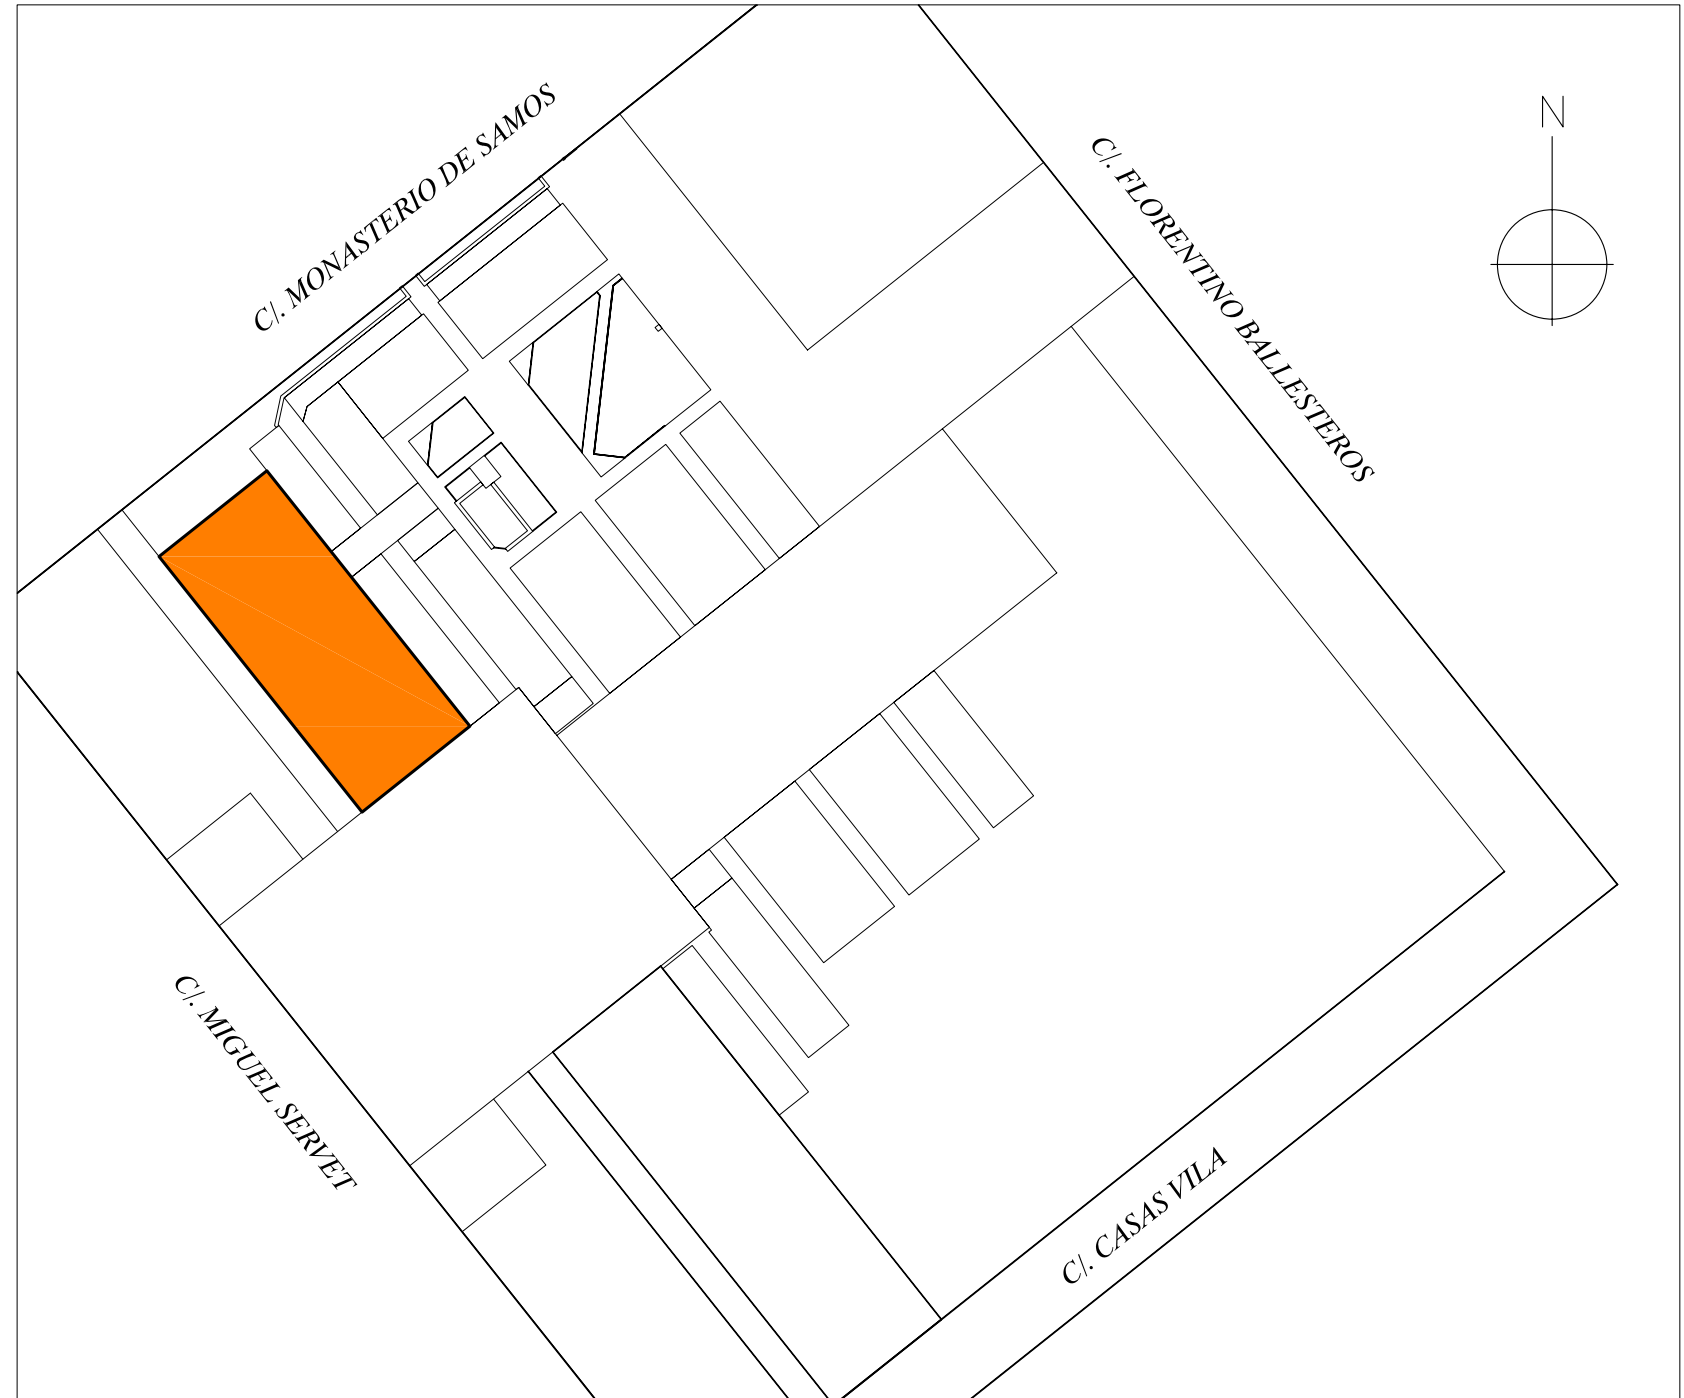 C/. MONASTERIO DE SAMOS
N
C/. FLORENTINO BALLESTEROS
C/. MIGUEL SERVET
C/. CASAS VILA